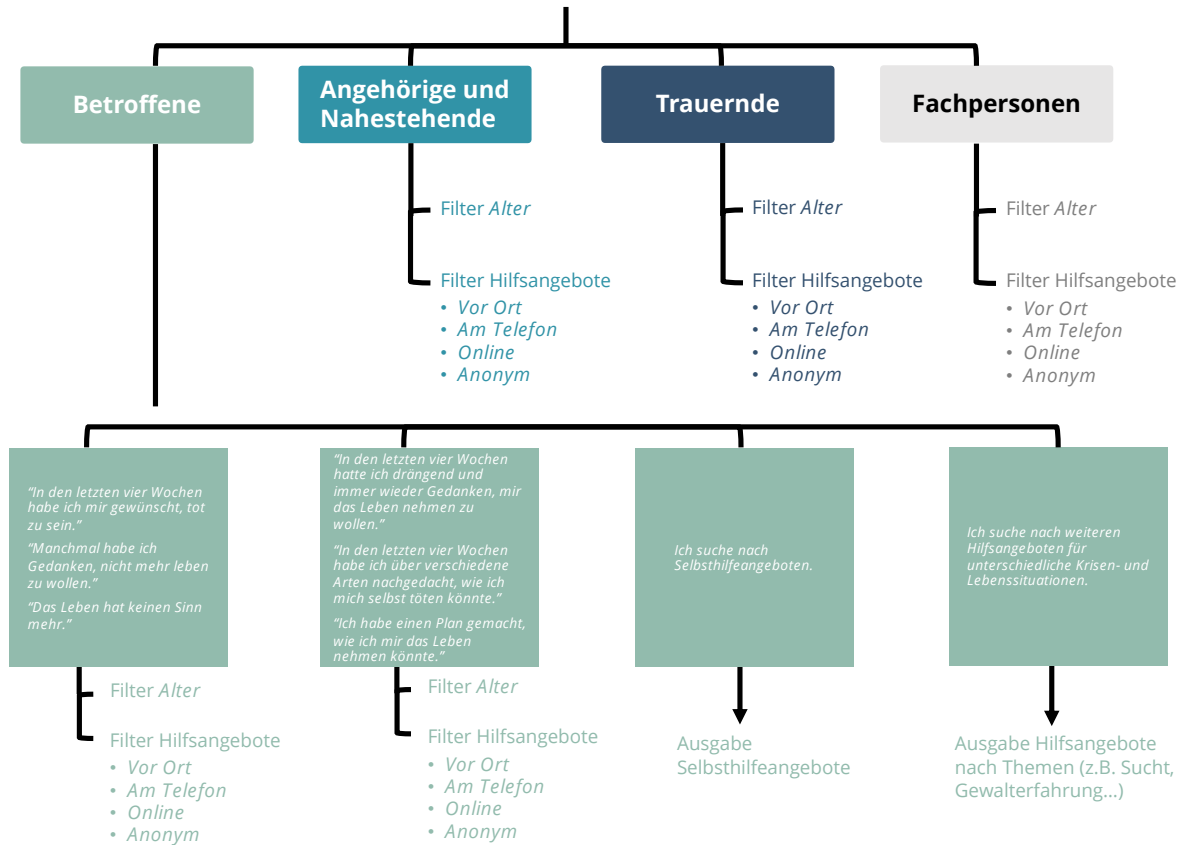 Betroffene
Angehörige und
Nahestehende
Trauernde
Fachpersonen
Filter Alter
Filter Hilfsangebote
• Vor Ort
• Am Telefon
• Online
• Anonym
Filter Alter
Filter Hilfsangebote
• Vor Ort
• Am Telefon
• Online
• Anonym
Filter Alter
Filter Hilfsangebote
• Vor Ort
• Am Telefon
• Online
• Anonym
“In den letzten vier Wochen
habe ich mir gewünscht, tot
zu sein.”
“Manchmal habe ich
Gedanken, nicht mehr leben
zu wollen.”
“Das Leben hat keinen Sinn
mehr.”
Filter Alter
Filter Hilfsangebote
• Vor Ort
• Am Telefon
• Online
• Anonym
“In den letzten vier Wochen
hatte ich drängend und
immer wieder Gedanken, mir
das Leben nehmen zu
wollen.”
“In den letzten vier Wochen
habe ich über verschiedene
Arten nachgedacht, wie ich
mich selbst töten könnte.”
“Ich habe einen Plan gemacht,
wie ich mir das Leben
nehmen könnte.”
Filter Alter
Filter Hilfsangebote
• Vor Ort
• Am Telefon
• Online
• Anonym
Ich suche nach
Selbsthilfeangeboten.
Ausgabe
Selbsthilfeangebote
Ich suche nach weiteren
Hilfsangeboten für
unterschiedliche Krisen- und
Lebenssituationen.
Ausgabe Hilfsangebote
nach Themen (z.B. Sucht,
Gewalterfahrung…)